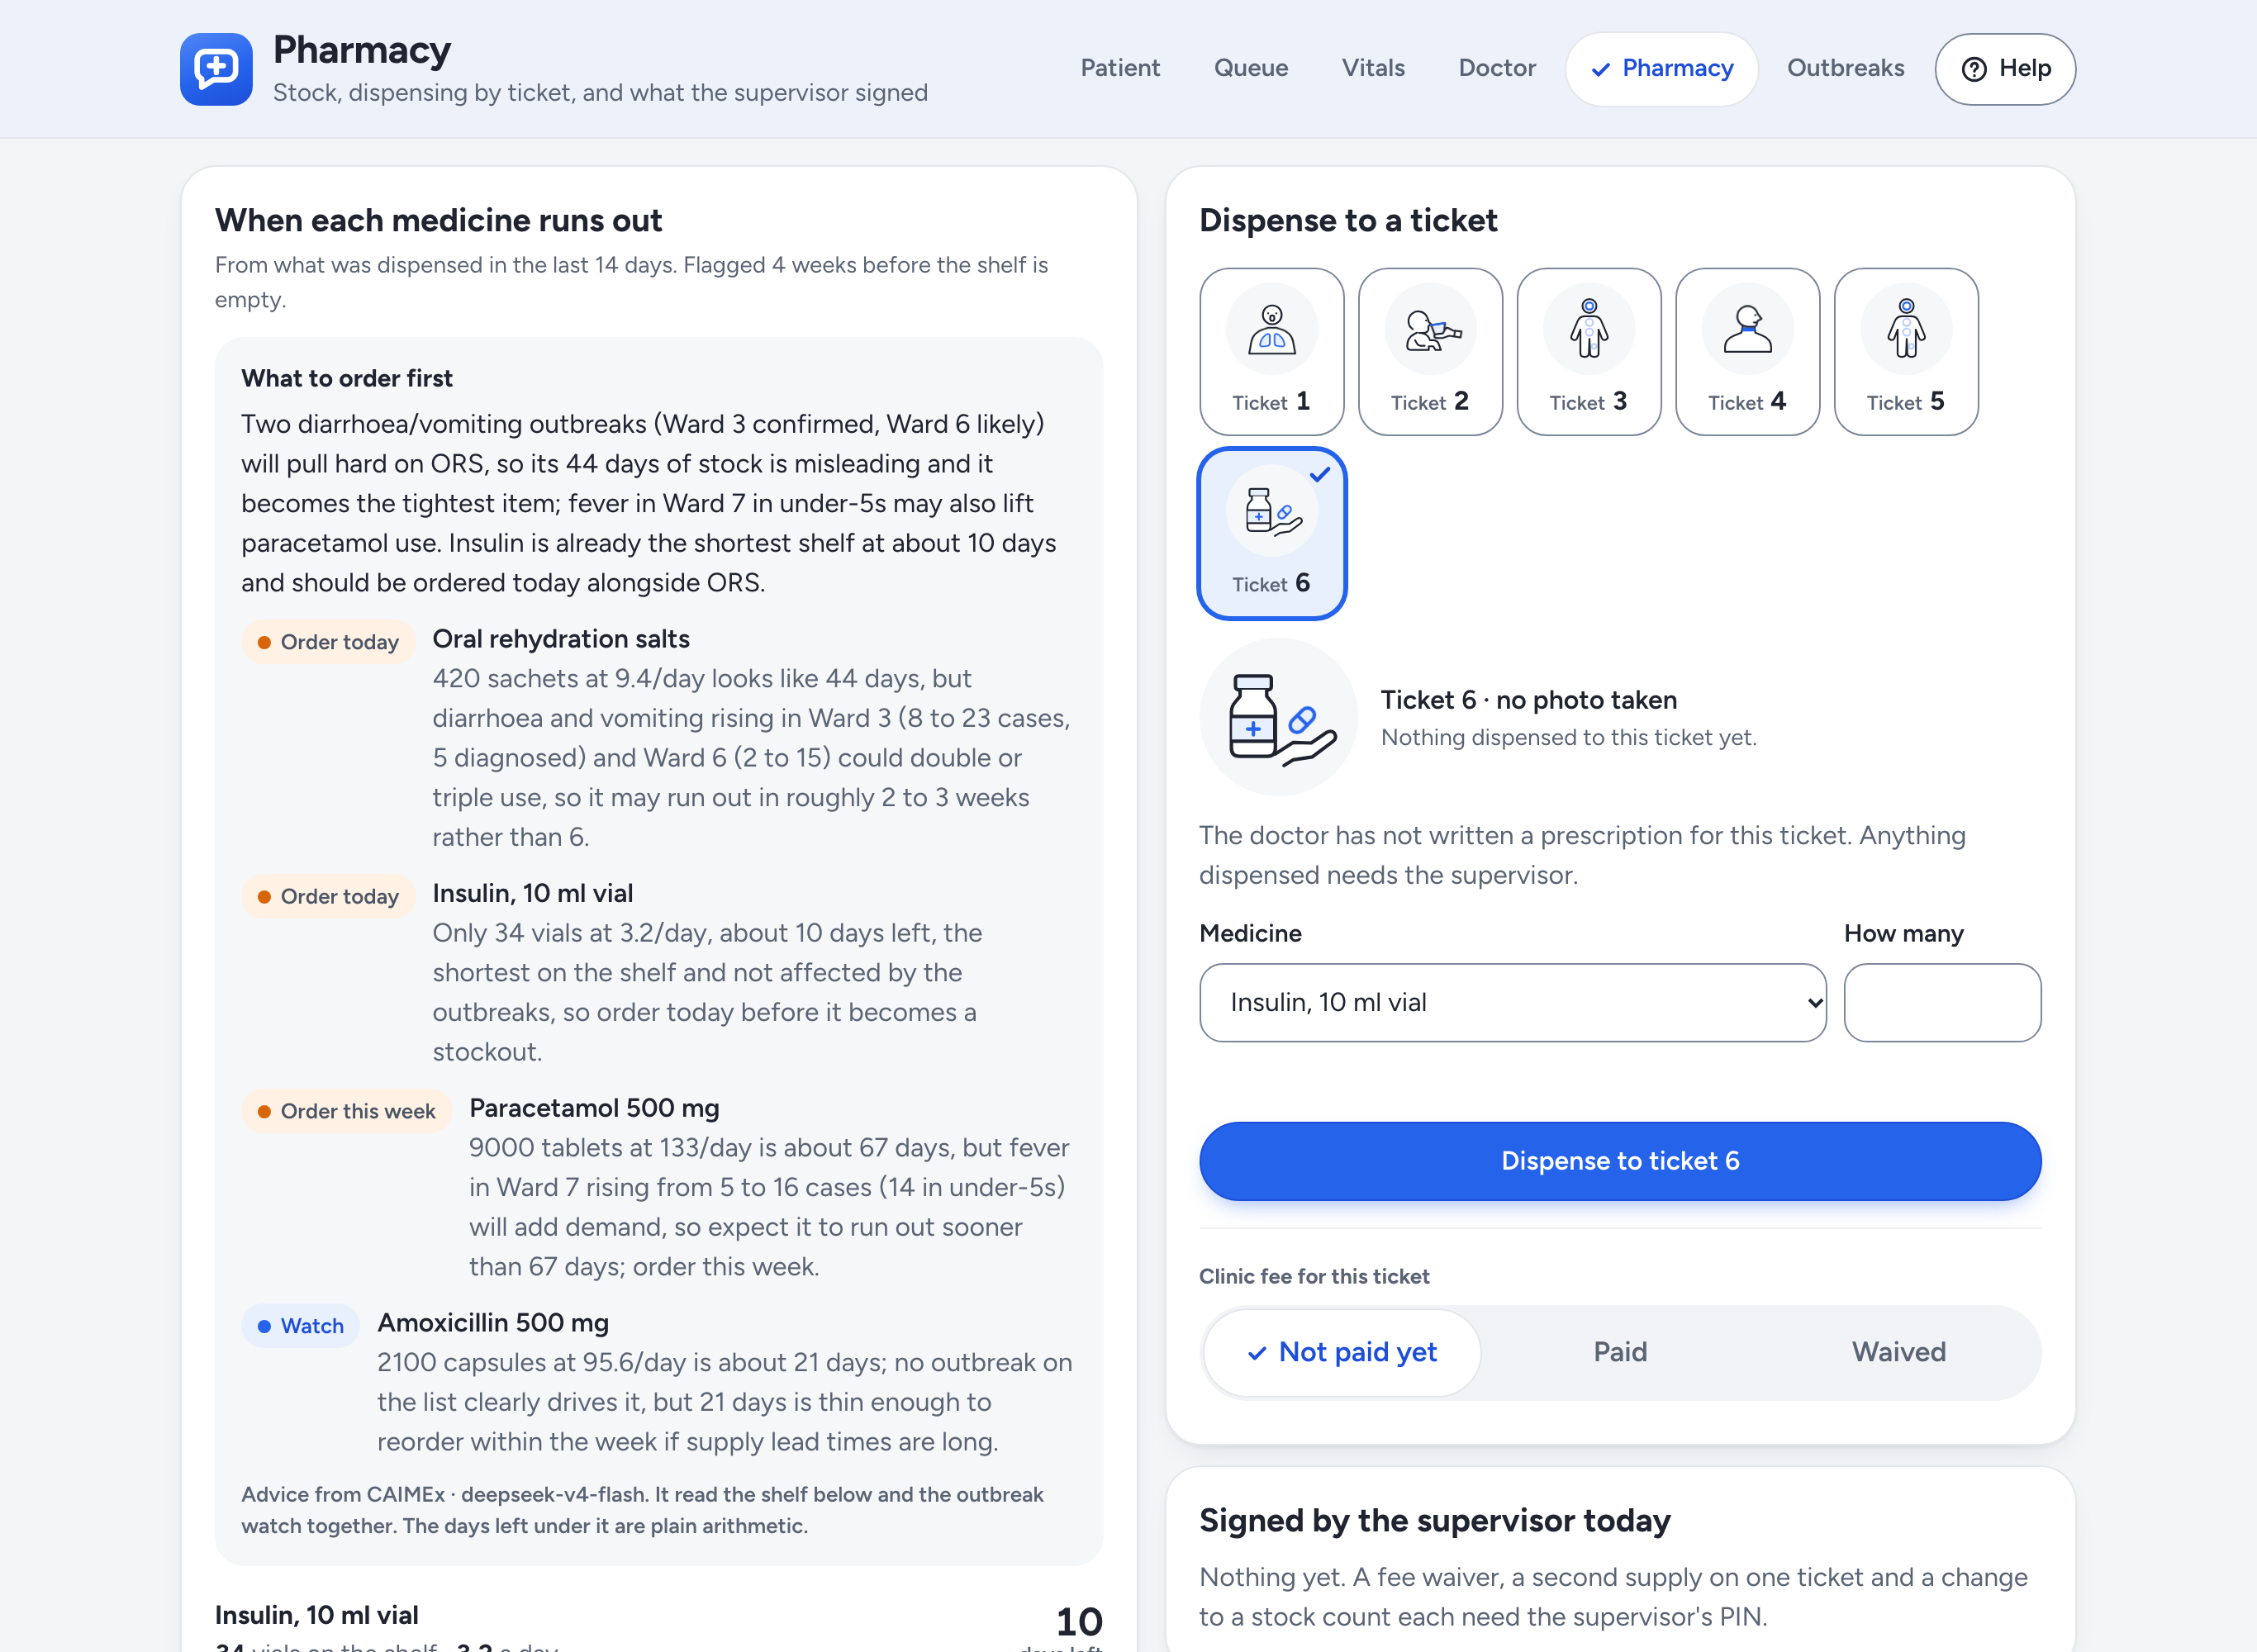 Pharmacy
Stock, dispensing by ticket, and what the supervisor signed
Patient
Queue
Vitals
Doctor
Pharmacy
Outbreaks
Help
When each medicine runs out
From what was dispensed in the last 14 days. Flagged 4 weeks before the shelf is
empty.
What to order first
Two diarrhoea/vomiting outbreaks (Ward 3 confirmed, Ward 6 likely)
will pull hard on ORS, so its 44 days of stock is misleading and it
becomes the tightest item; fever in Ward 7 in under-5s may also lift
paracetamol use. Insulin is already the shortest shelf at about 10 days
and should be ordered today alongside ORS.
Order today
Oral rehydration salts
420 sachets at 9.4/day looks like 44 days, but
diarrhoea and vomiting rising in Ward 3 (8 to 23 cases,
5 diagnosed) and Ward 6 (2 to 15) could double or
triple use, so it may run out in roughly 2 to 3 weeks
rather than 6.
Order today
Insulin, 10 ml vial
Only 34 vials at 3.2/day, about 10 days left, the
shortest on the shelf and not affected by the
outbreaks, so order today before it becomes a
stockout.
Order this week
Paracetamol 500 mg
9000 tablets at 133/day is about 67 days, but fever
in Ward 7 rising from 5 to 16 cases (14 in under-5s)
will add demand, so expect it to run out sooner
than 67 days; order this week.
Watch
Amoxicillin 500 mg
2100 capsules at 95.6/day is about 21 days; no outbreak on
the list clearly drives it, but 21 days is thin enough to
reorder within the week if supply lead times are long.
Advice from CAIMEx · deepseek-v4-flash. It read the shelf below and the outbreak
watch together. The days left under it are plain arithmetic.
Insulin, 10 ml vial
10
34 vials on the shelf · 3.2 a day
days left
Dispense to a ticket
Ticket 1
Ticket 2
Ticket 3
Ticket 4
Ticket 5
Ticket 6
Ticket 6 · no photo taken
Nothing dispensed to this ticket yet.
The doctor has not written a prescription for this ticket. Anything
dispensed needs the supervisor.
Medicine
How many
Insulin, 10 ml vial
Dispense to ticket 6
Clinic fee for this ticket
Not paid yet
Paid
Waived
Signed by the supervisor today
Nothing yet. A fee waiver, a second supply on one ticket and a change
to a stock count each need the supervisor's PIN.